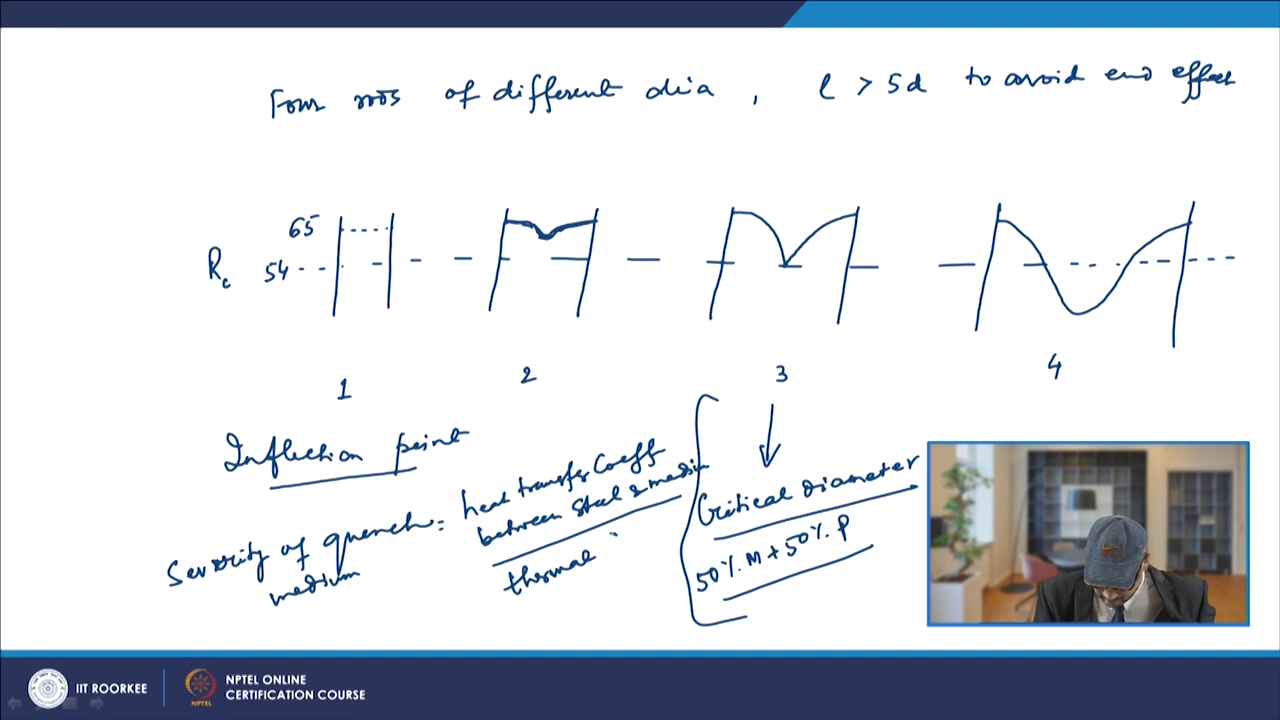 Four rods of different dia , l > 5d to avoid end effect
65
Rc 54
1 2 3 4
Inflection point
Severity of quench = heat transfer Coeff
medium between Steel & medium
thermal
Critical Diameter
50%. M + 50%. P
IIT ROORKEE
NPTEL ONLINE
CERTIFICATION COURSE
NPTEL